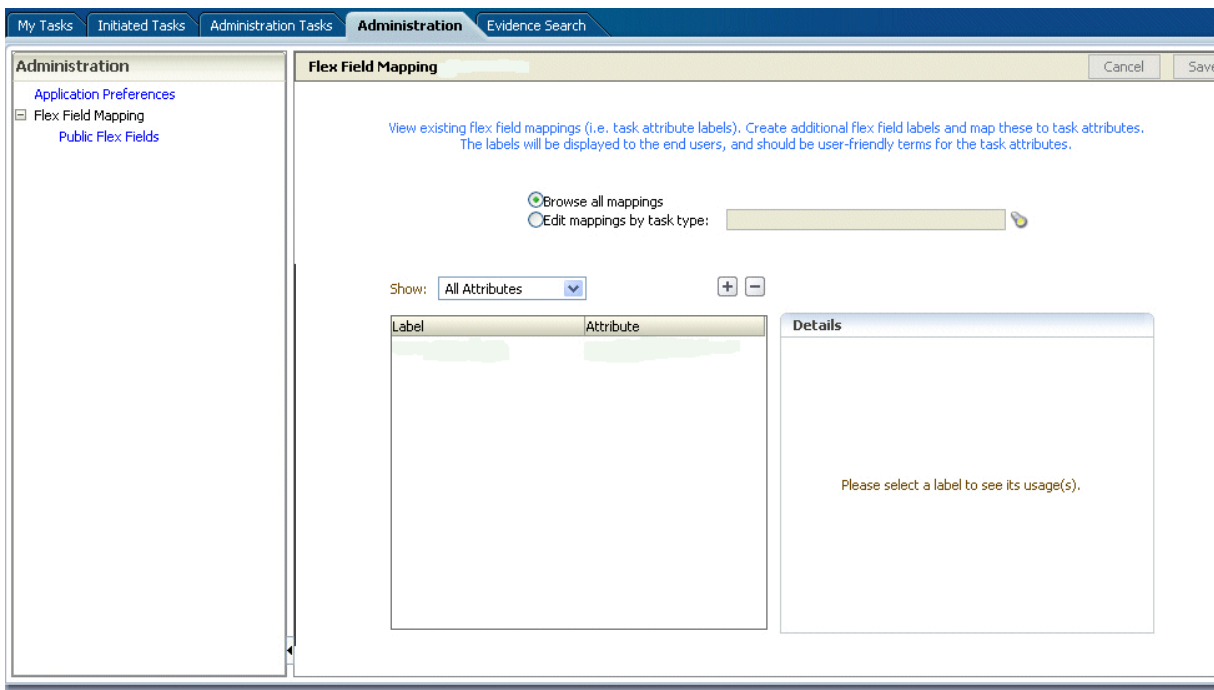 My Tasks Initiated Tasks Administration Tasks Administration Evidence Search
Administration
Application Preferences
Flex Field Mapping
Public Flex Fields
Flex Field Mapping
Cancel Save
View existing flex field mappings (i.e. task attribute labels). Create additional flex field labels and map these to task attributes.
The labels will be displayed to the end users, and should be user-friendly terms for the task attributes.
Browse all mappings
Edit mappings by task type:
Show: All Attributes
Label Attribute
Details
Please select a label to see its usage(s).